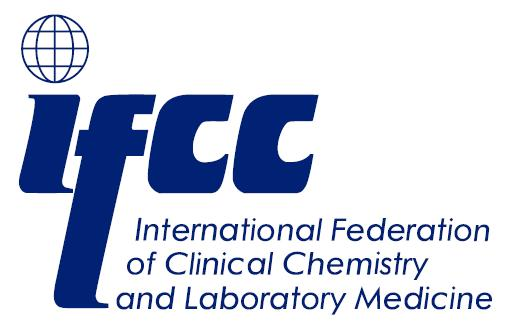 ifcc
International Federation
of Clinical Chemistry
and Laboratory Medicine